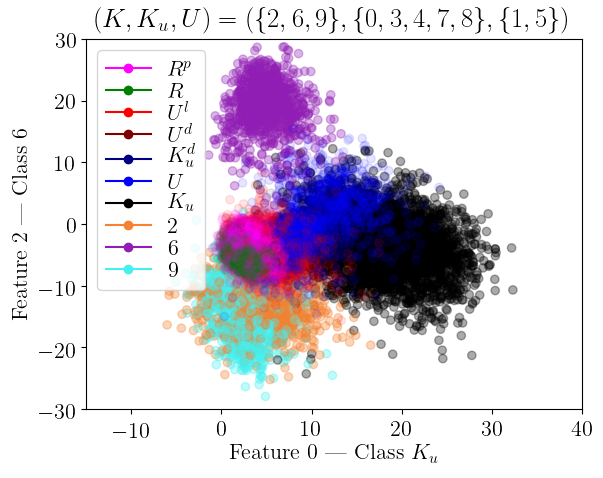 (K, K_u, U) = ({2, 6, 9}, {0, 3, 4, 7, 8}, {1, 5})
30
20
10
0
−10
−20
−30
Feature 2 — Class 6
R^p
R
U^l
U^d
K_u^d
U
K_u
2
6
9
−10 0 10 20 30 40
Feature 0 — Class K_u